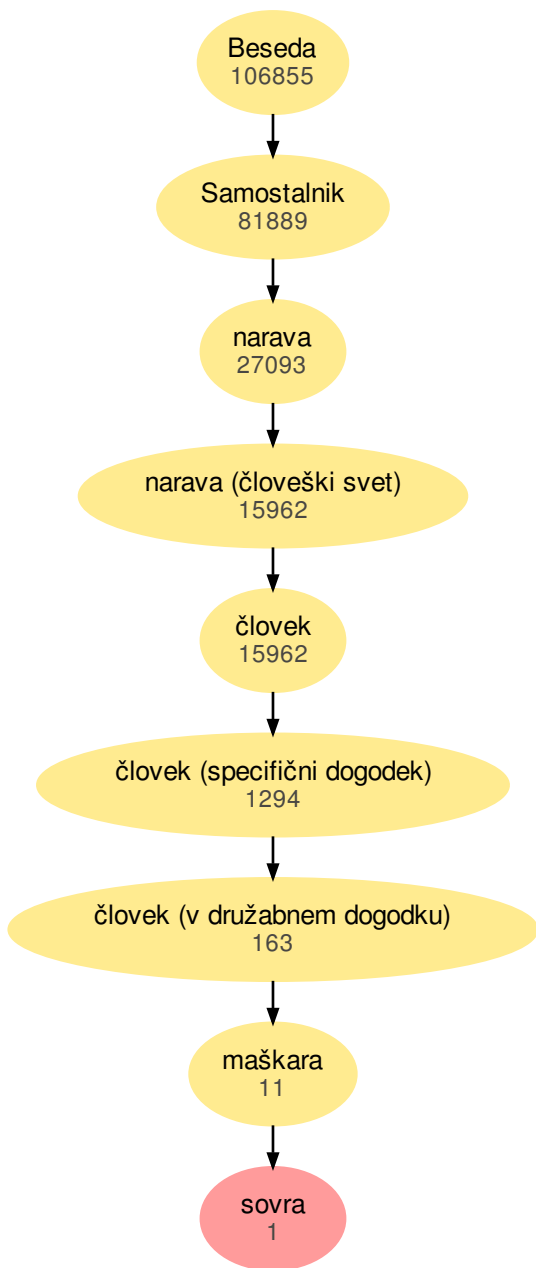 Beseda
106855
Samostalnik
81889
narava
27093
narava (človeški svet)
15962
človek
15962
človek (specifični dogodek)
1294
človek (v družabnem dogodku)
163
maškara
11
sovra
1